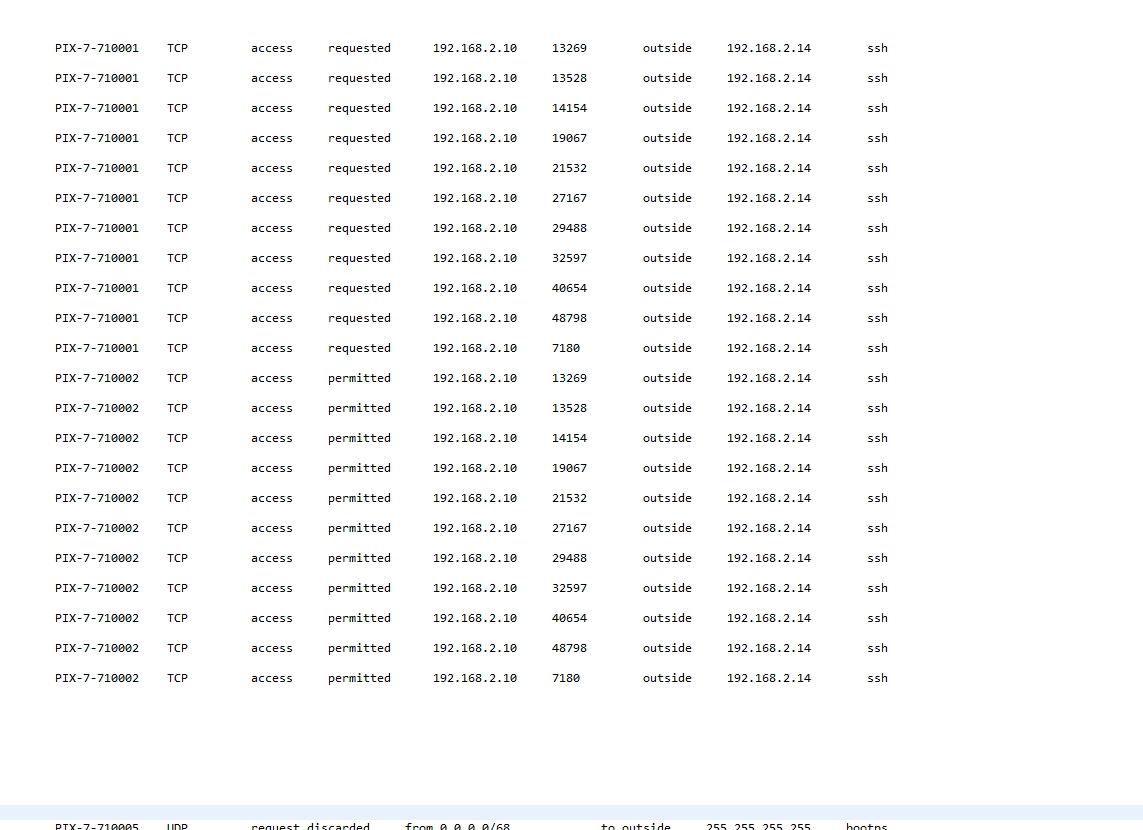 PIX-7-710001 TCP access requested 192.168.2.10 13269 outside 192.168.2.14 ssh
PIX-7-710001 TCP access requested 192.168.2.10 13528 outside 192.168.2.14 ssh
PIX-7-710001 TCP access requested 192.168.2.10 14154 outside 192.168.2.14 ssh
PIX-7-710001 TCP access requested 192.168.2.10 19067 outside 192.168.2.14 ssh
PIX-7-710001 TCP access requested 192.168.2.10 21532 outside 192.168.2.14 ssh
PIX-7-710001 TCP access requested 192.168.2.10 27167 outside 192.168.2.14 ssh
PIX-7-710001 TCP access requested 192.168.2.10 29488 outside 192.168.2.14 ssh
PIX-7-710001 TCP access requested 192.168.2.10 32597 outside 192.168.2.14 ssh
PIX-7-710001 TCP access requested 192.168.2.10 40654 outside 192.168.2.14 ssh
PIX-7-710001 TCP access requested 192.168.2.10 48798 outside 192.168.2.14 ssh
PIX-7-710001 TCP access requested 192.168.2.10 7180 outside 192.168.2.14 ssh
PIX-7-710002 TCP access permitted 192.168.2.10 13269 outside 192.168.2.14 ssh
PIX-7-710002 TCP access permitted 192.168.2.10 13528 outside 192.168.2.14 ssh
PIX-7-710002 TCP access permitted 192.168.2.10 14154 outside 192.168.2.14 ssh
PIX-7-710002 TCP access permitted 192.168.2.10 19067 outside 192.168.2.14 ssh
PIX-7-710002 TCP access permitted 192.168.2.10 21532 outside 192.168.2.14 ssh
PIX-7-710002 TCP access permitted 192.168.2.10 27167 outside 192.168.2.14 ssh
PIX-7-710002 TCP access permitted 192.168.2.10 29488 outside 192.168.2.14 ssh
PIX-7-710002 TCP access permitted 192.168.2.10 32597 outside 192.168.2.14 ssh
PIX-7-710002 TCP access permitted 192.168.2.10 40654 outside 192.168.2.14 ssh
PIX-7-710002 TCP access permitted 192.168.2.10 48798 outside 192.168.2.14 ssh
PIX-7-710002 TCP access permitted 192.168.2.10 7180 outside 192.168.2.14 ssh
PIX-7-710005 UDP request discarded from 0.0.0.0/68 to outside 255.255.255.255 bootps